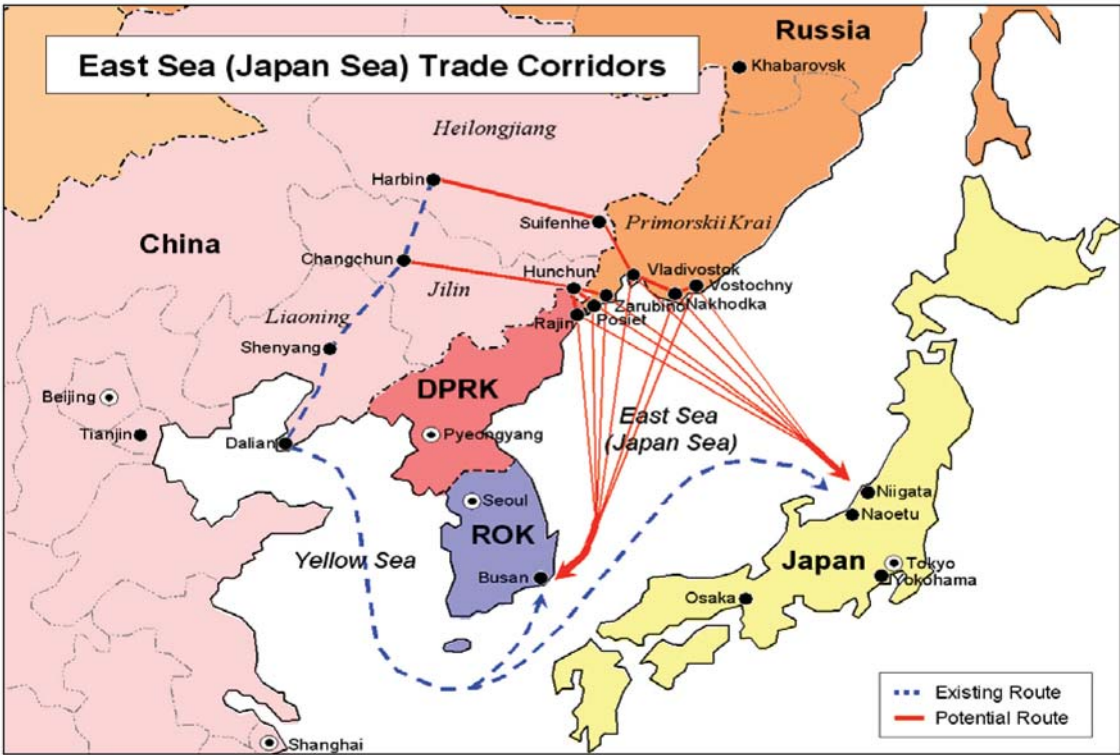 East Sea (Japan Sea) Trade Corridors
Russia
Khabarovsk
Heilongjiang
Harbin
Suifenhe
Primorskii Krai
China
Changchun
Hunchun
Vladivostok
Vostochny
Jilin
Nakhodka
Zarubino
Posiet
Rajin
Liaoning
Shenyang
Beijing
DPRK
East Sea
(Japan Sea)
Tianjin
Dalian
Pyeongyang
Niigata
Seoul
Naoetu
ROK
Yellow Sea
Japan
Tokyo
Busan
Yokohama
Osaka
Existing Route
Potential Route
Shanghai